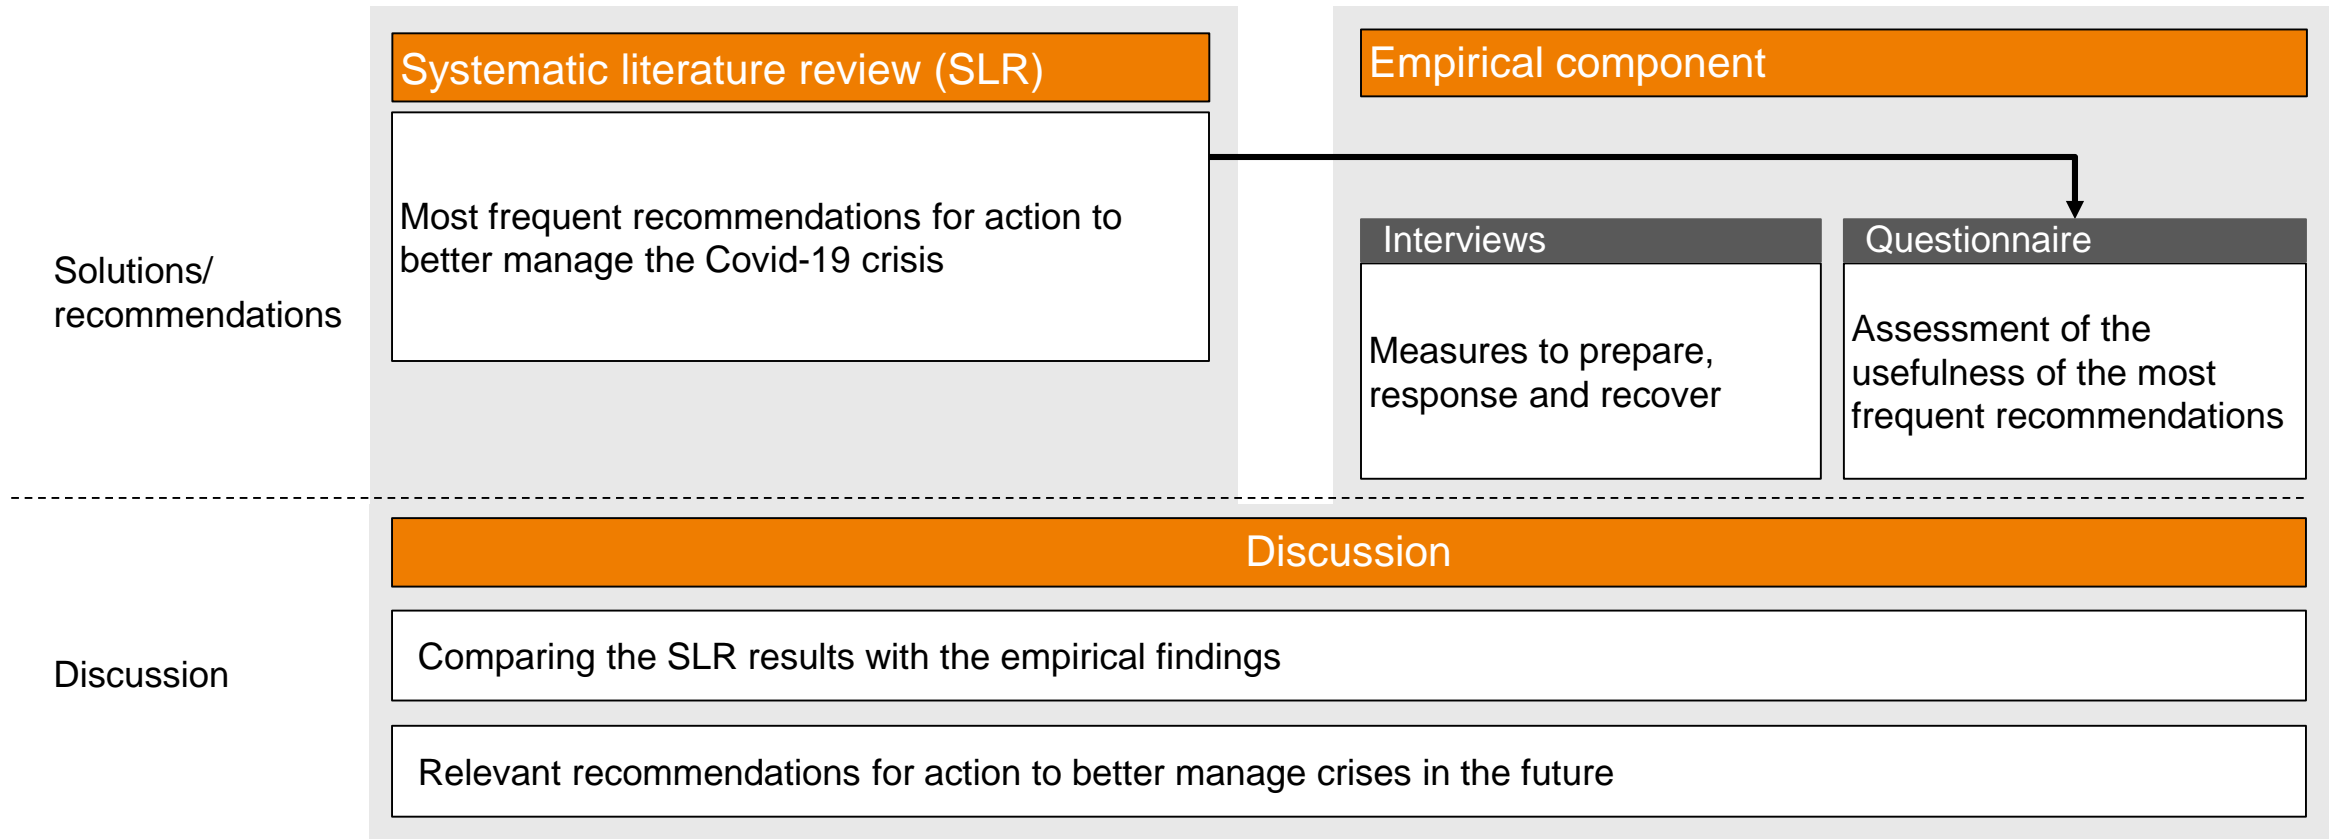 Systematic literature review (SLR)
Empirical component
Solutions/
recommendations
Most frequent recommendations for action to
better manage the Covid-19 crisis
Interviews
Measures to prepare,
response and recover
Questionnaire
Assessment of the
usefulness of the most
frequent recommendations
Discussion
Discussion
Comparing the SLR results with the empirical findings
Relevant recommendations for action to better manage crises in the future